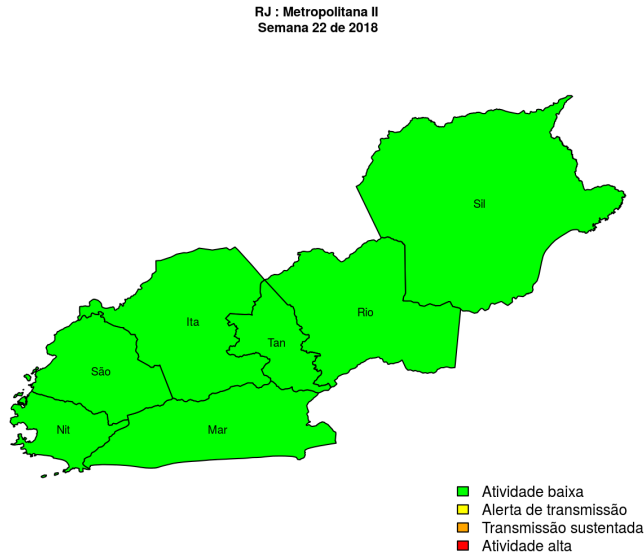 RJ : Metropolitana II
Semana 22 de 2018
Sil
Rio
Ita
Tan
São
Nit
Mar
Atividade baixa
Alerta de transmissão
Transmissão sustentada
Atividade alta